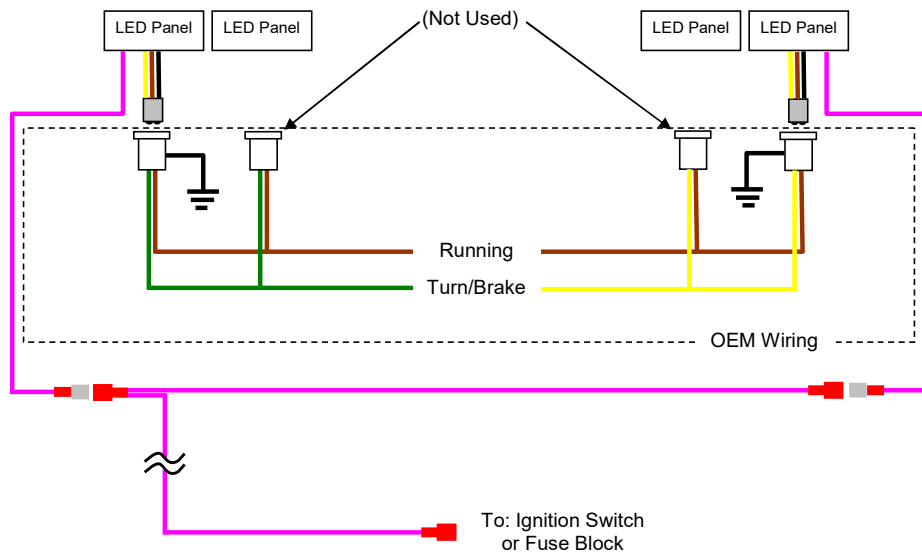 LED Panel
LED Panel
(Not Used)
LED Panel
LED Panel
Running
Turn/Brake
OEM Wiring
To: Ignition Switch
or Fuse Block